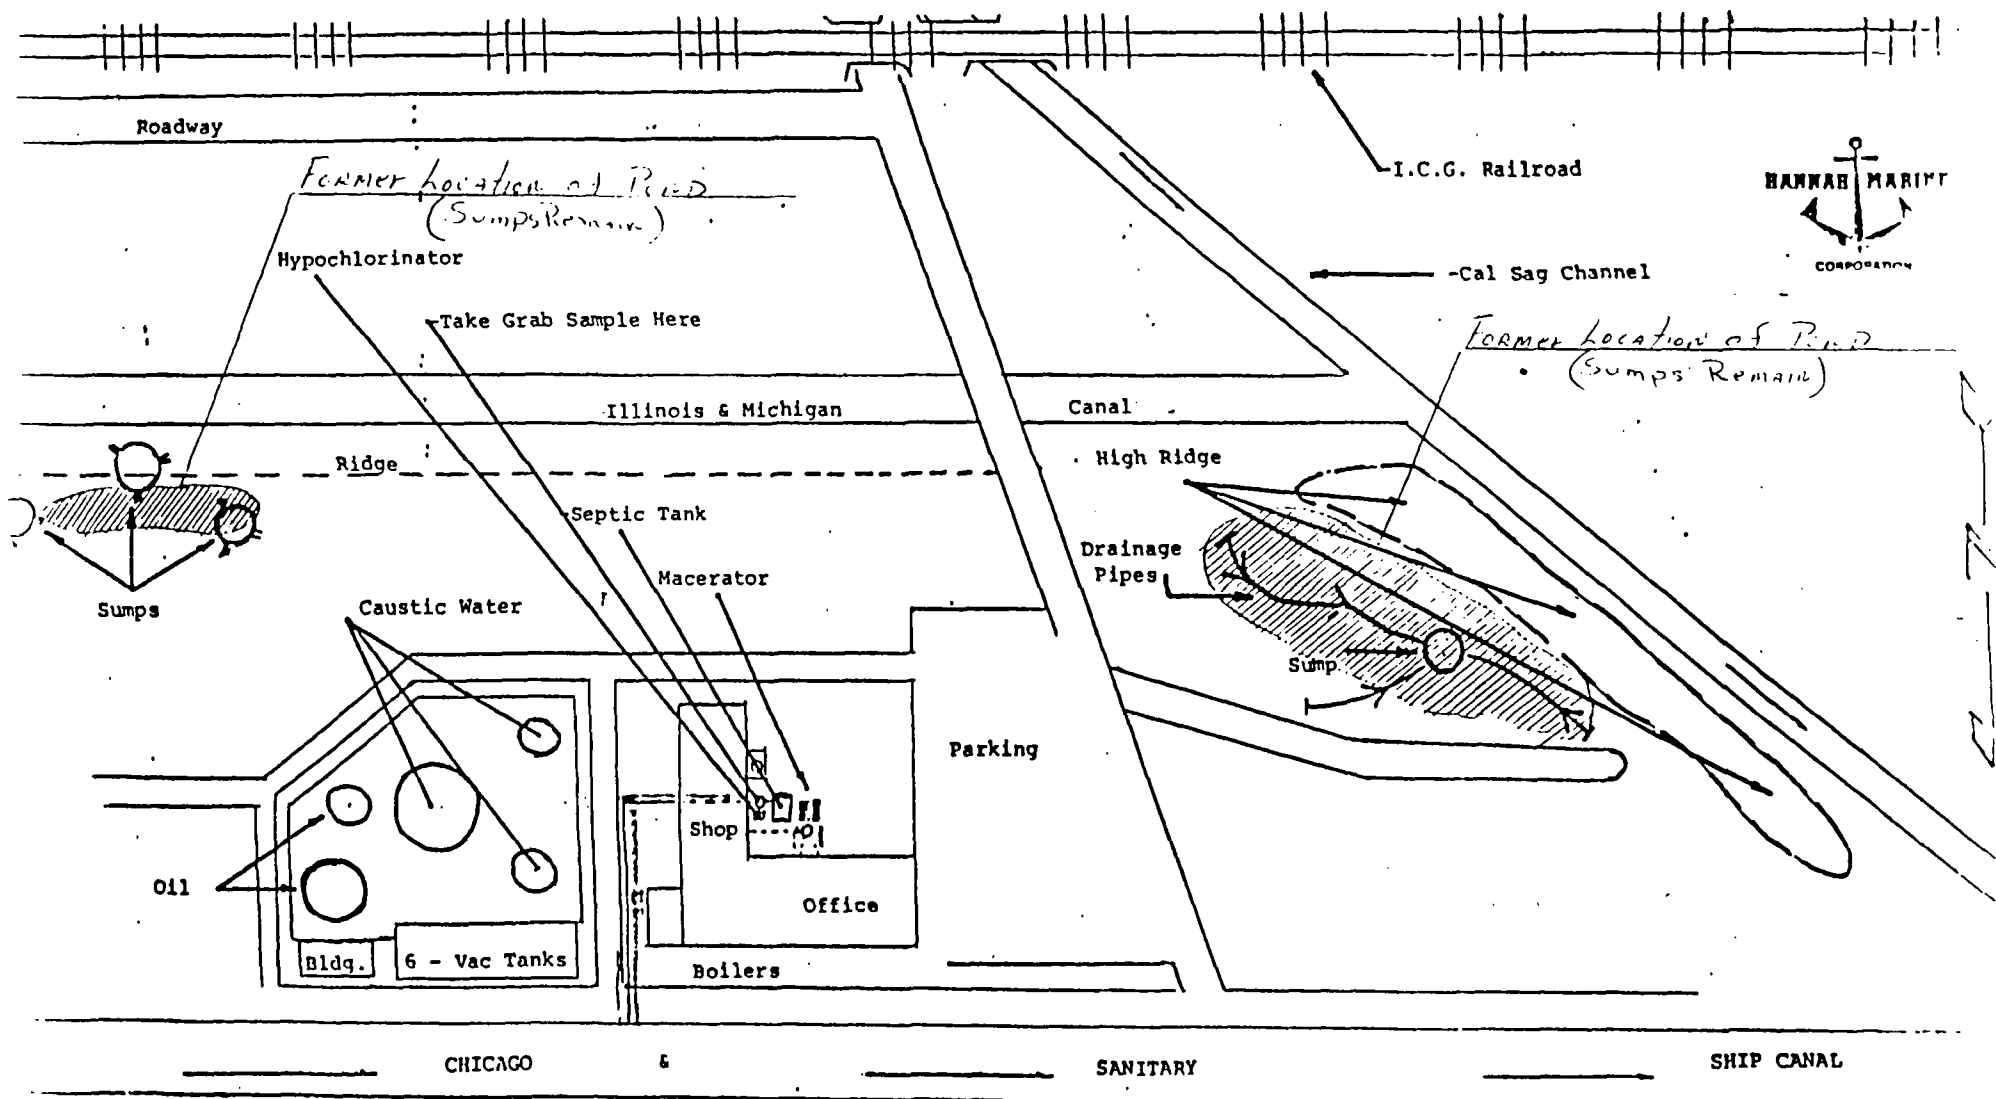 Roadway
Former Location of Pond
(Sumps Remain)
-I.C.G. Railroad
HANNAH MARINE
CORPORATION
Hypochlorinator
-Cal Sag Channel
Take Grab Sample Here
Former Location of Pond
(Sumps Remain)
Illinois & Michigan Canal
Ridge
High Ridge
Septic Tank
Drainage
Pipes
Macerator
Sumps
Caustic Water
Sump
Parking
Shop
Oil
Office
Bldg.
6 - Vac Tanks
Boilers
CHICAGO & SANITARY SHIP CANAL